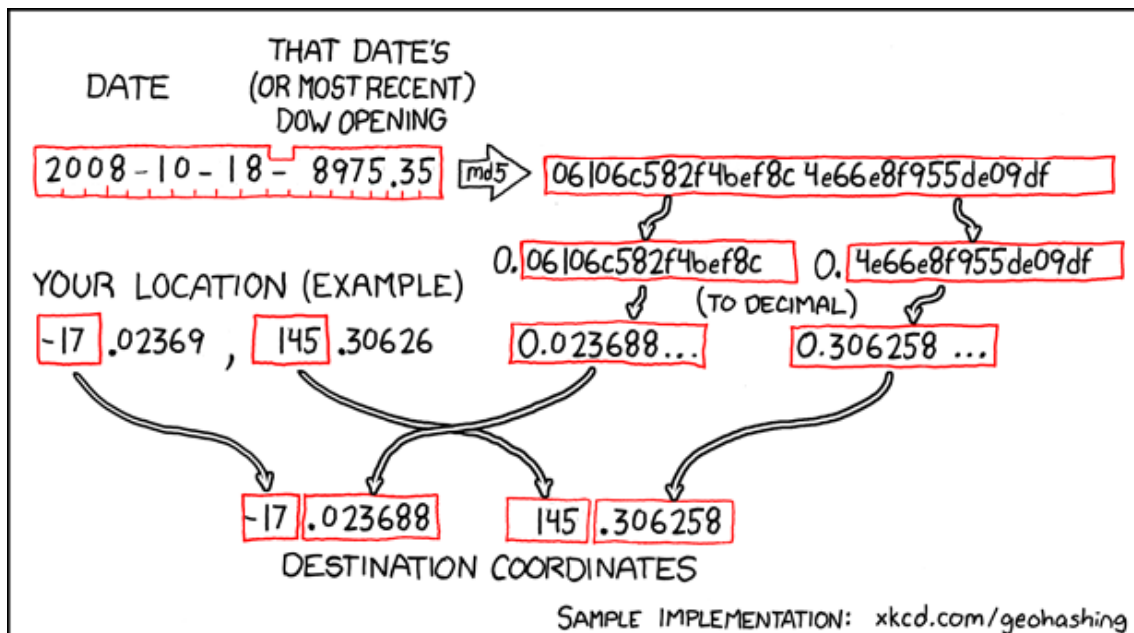 DATE
THAT DATE'S
(OR MOST RECENT)
DOW OPENING
2008-10-18-8975.35
md5
06106c582f4bef8c4e66e8f955de09df
0.06106c582f4bef8c
0.4e66e8f955de09df
YOUR LOCATION (EXAMPLE)
(TO DECIMAL)
-17.02369, 145.30626
0.023688...
0.306258...
-17.023688
145.306258
DESTINATION COORDINATES
SAMPLE IMPLEMENTATION: xkcd.com/geohashing